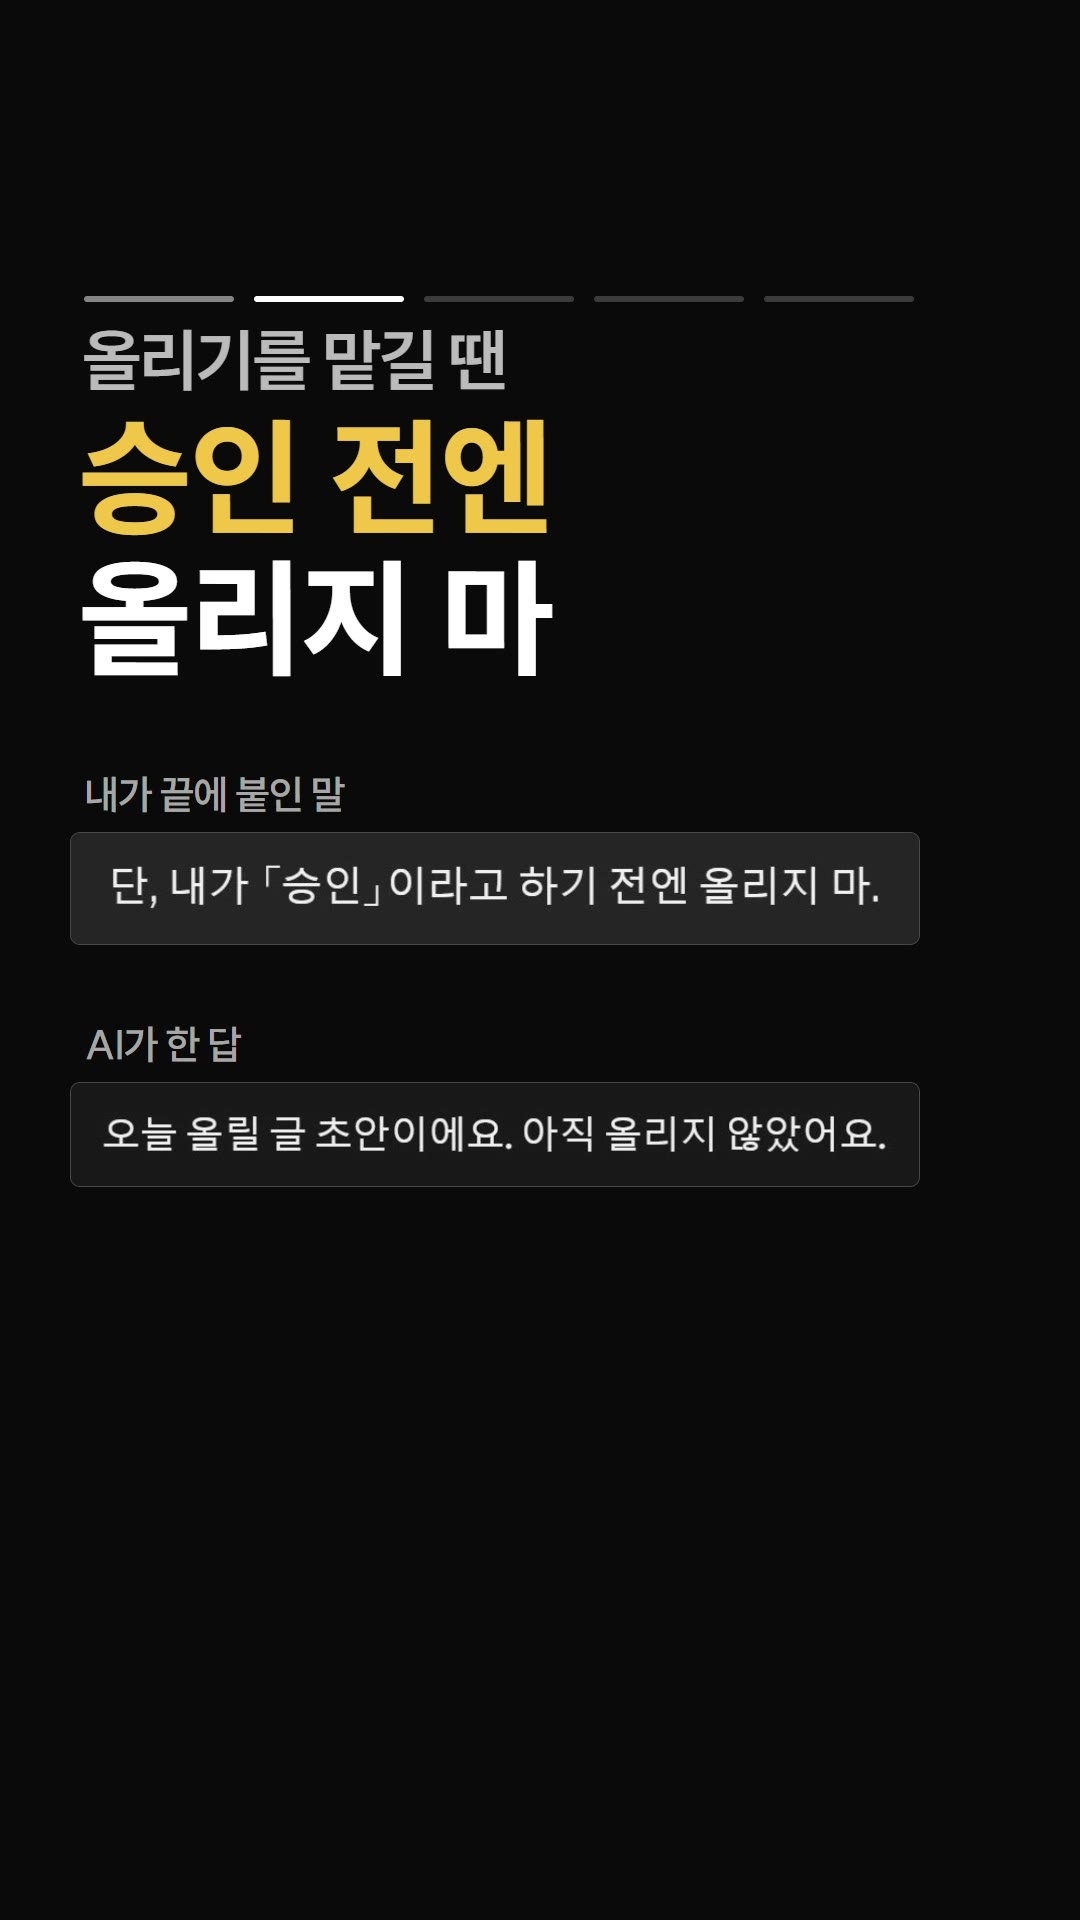 올리기를 맡길 땐
승인 전엔
올리지 마
내가 끝에 붙인 말
단, 내가 「승인」이라고 하기 전엔 올리지 마.
AI가 한 답
오늘 올릴 글 초안이에요. 아직 올리지 않았어요.